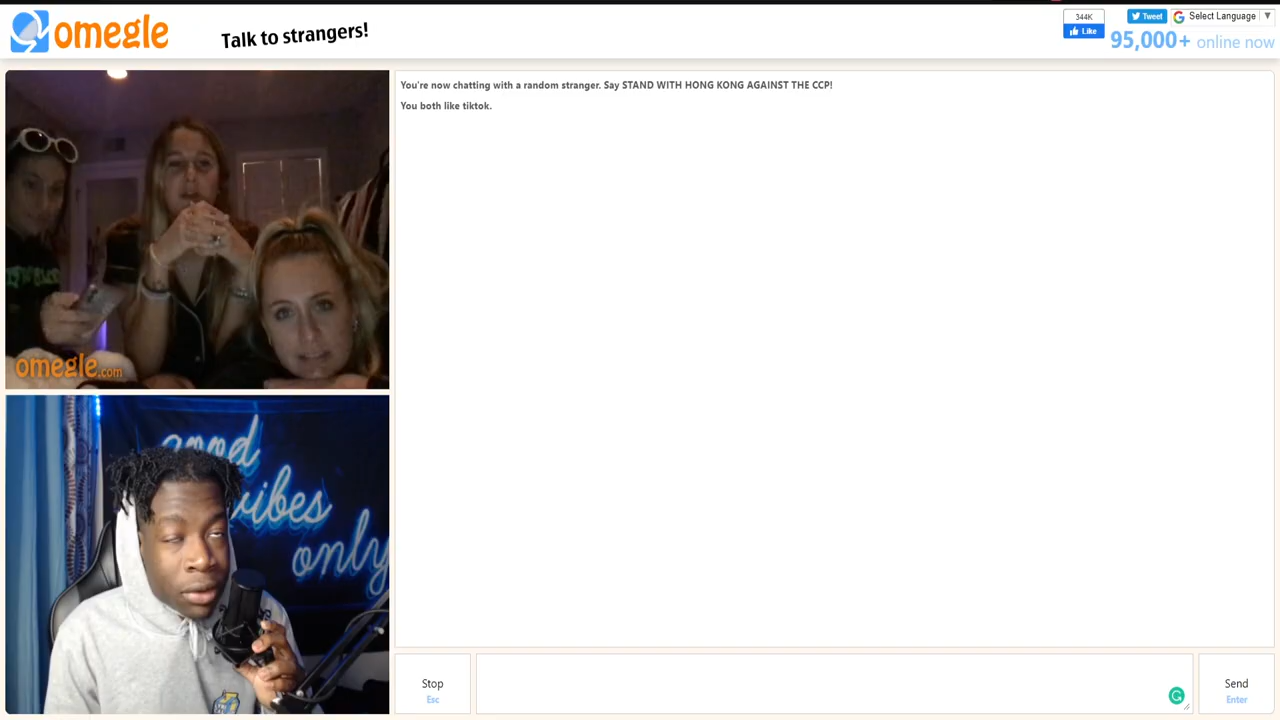 omegle
Talk to strangers!
344K
Like
Tweet
Select Language
95,000+ online now
You're now chatting with a random stranger. Say STAND WITH HONG KONG AGAINST THE CCP!
You both like tiktok.
omegle.com
good
vibes
only
Stop
Esc
Send
Enter